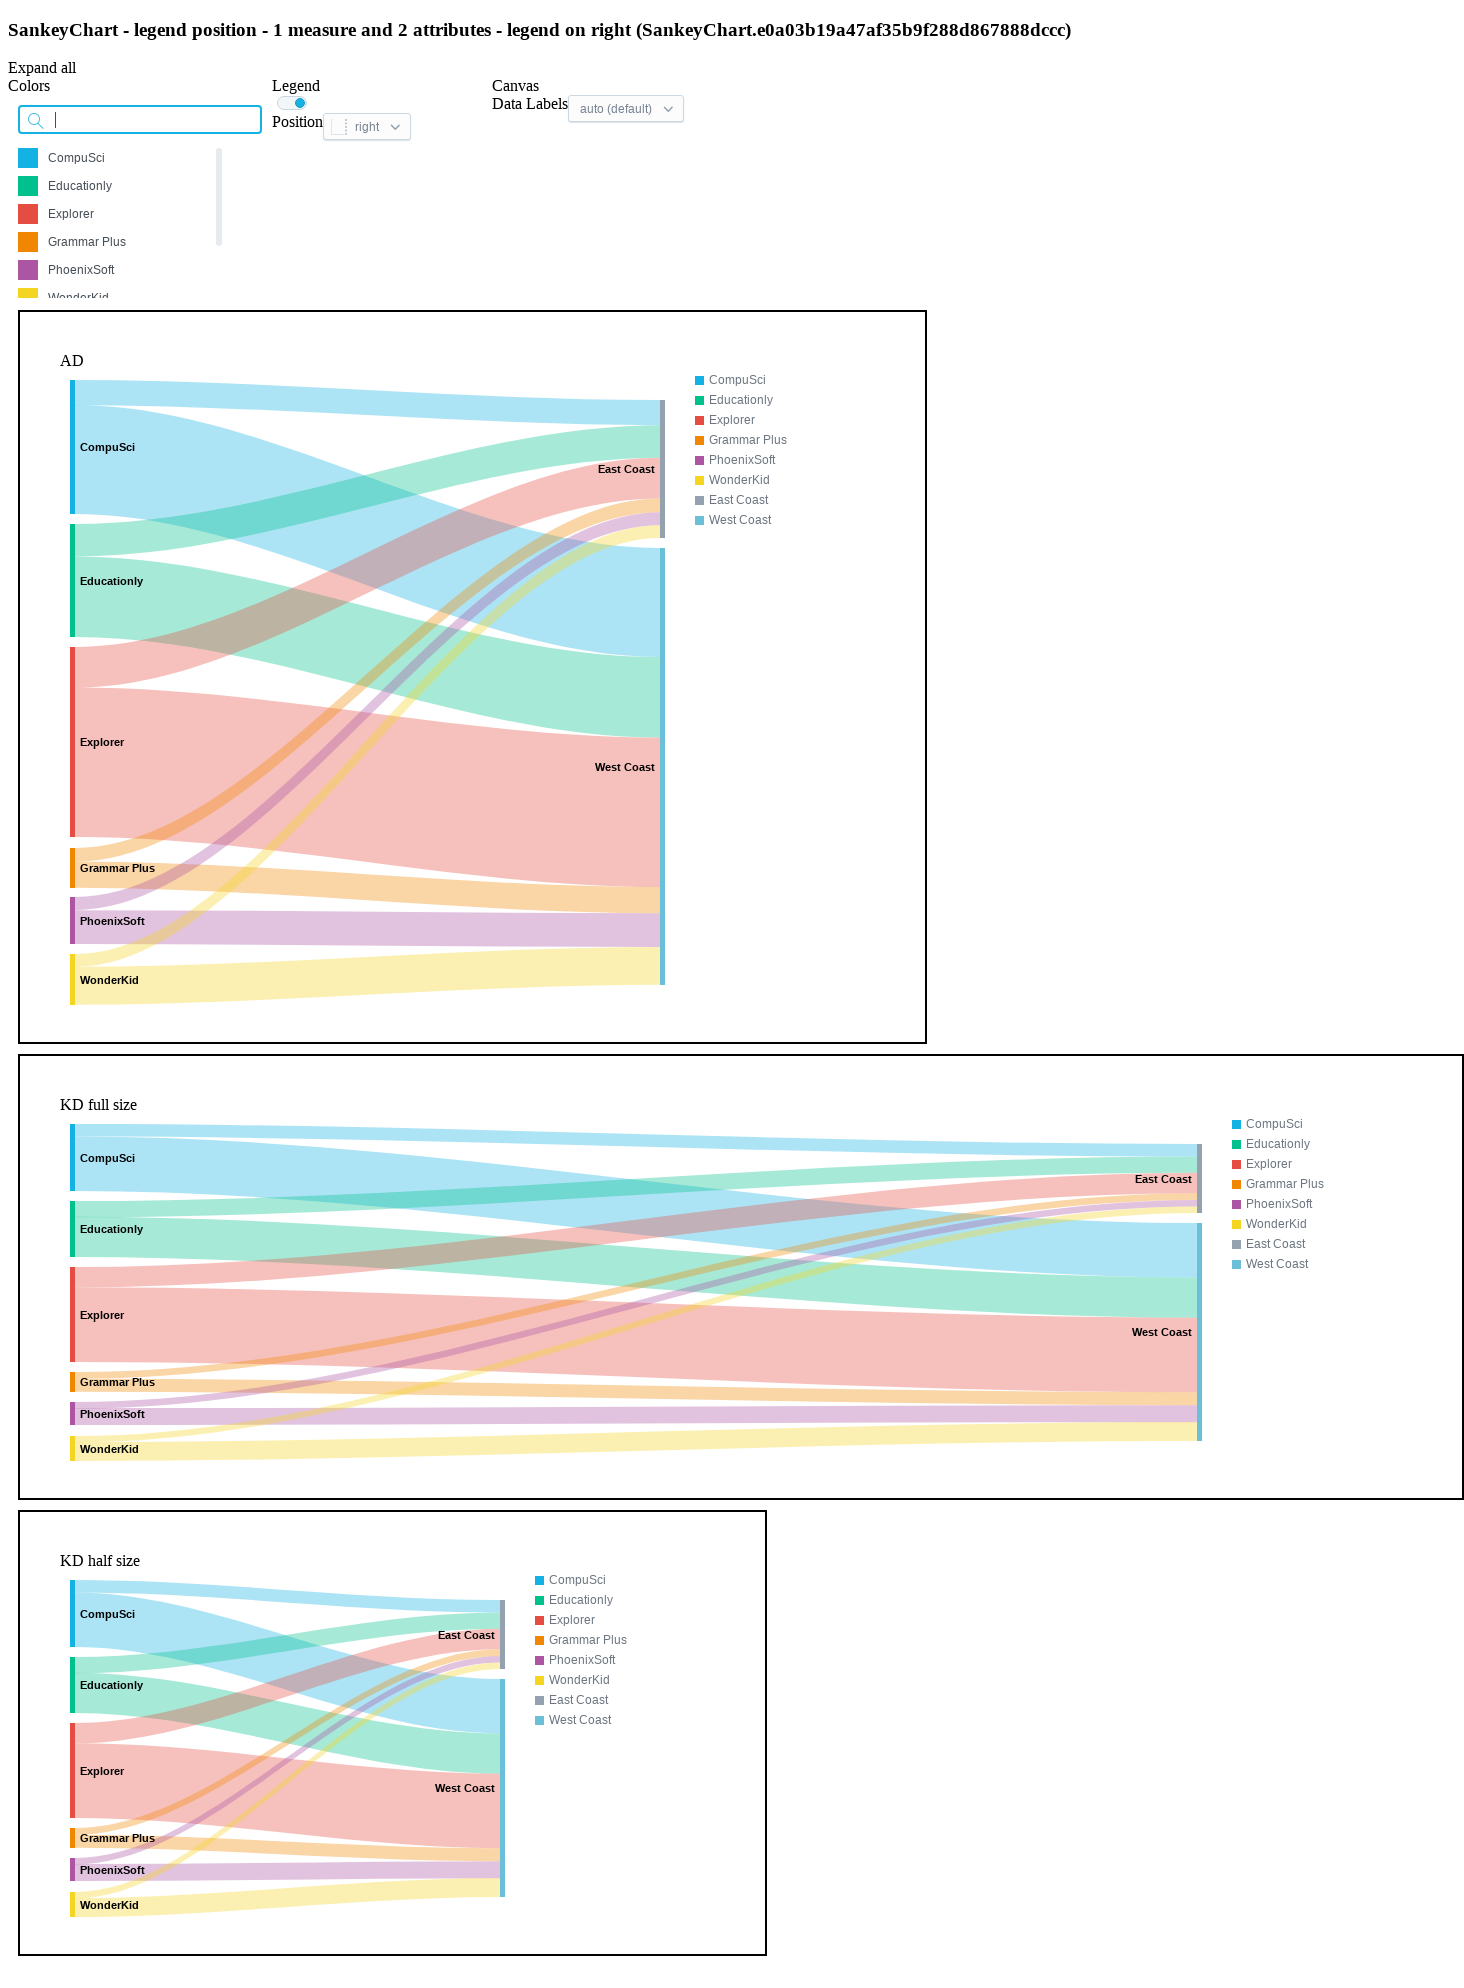 SankeyChart - legend position - 1 measure and 2 attributes - legend on right (SankeyChart.e0a03b19a47af35b9f288d867888dccc)
Expand all
Colors
CompuSci
Educationly
Explorer
Grammar Plus
PhoenixSoft
WonderKid
Legend
Position
right
Canvas
Data Labels
auto (default)
AD
CompuSci
Educationly
Explorer
Grammar Plus
PhoenixSoft
WonderKid
East Coast
West Coast
CompuSci
Educationly
Explorer
Grammar Plus
PhoenixSoft
WonderKid
East Coast
West Coast
KD full size
CompuSci
Educationly
Explorer
Grammar Plus
PhoenixSoft
WonderKid
East Coast
West Coast
CompuSci
Educationly
Explorer
Grammar Plus
PhoenixSoft
WonderKid
East Coast
West Coast
KD half size
CompuSci
Educationly
Explorer
Grammar Plus
PhoenixSoft
WonderKid
East Coast
West Coast
CompuSci
Educationly
Explorer
Grammar Plus
PhoenixSoft
WonderKid
East Coast
West Coast